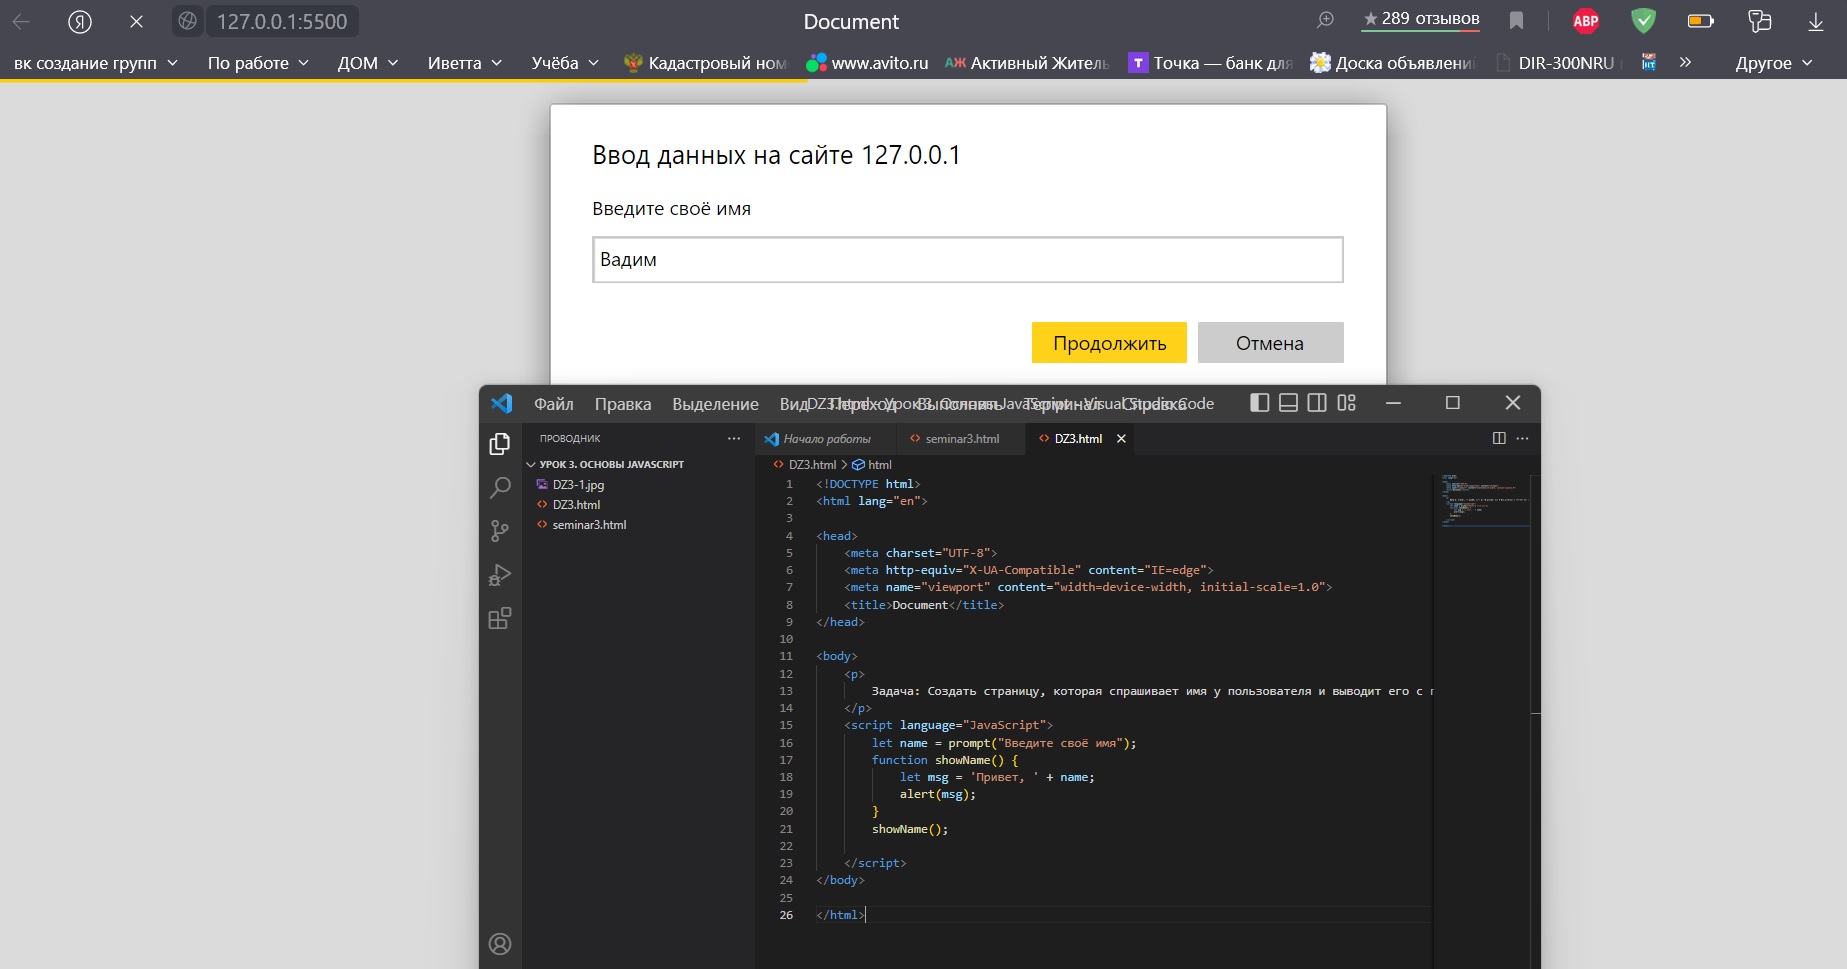 127.0.0.1:5500
Document
289 отзывов
ABP
вк создание групп
По работе
ДОМ
Иветта
Учёба
Кадастровый ном
www.avito.ru
АЖ Активный Житель
Т Точка — банк для
Доска объявлени
DIR-300NRU
»
Другое
Ввод данных на сайте 127.0.0.1
Введите своё имя
Вадим
Продолжить
Отмена
Файл Правка Выделение Вид Переход Выполнить Терминал Справка
DZ3.html - Урок 3. Основы JavaScript - Visual Studio Code
ПРОВОДНИК
Начало работы
seminar3.html
DZ3.html
УРОК 3. ОСНОВЫ JAVASCRIPT
DZ3-1.jpg
DZ3.html
seminar3.html
DZ3.html > html
1 <!DOCTYPE html>
2 <html lang="en">
3
4 <head>
5 <meta charset="UTF-8">
6 <meta http-equiv="X-UA-Compatible" content="IE=edge">
7 <meta name="viewport" content="width=device-width, initial-scale=1.0">
8 <title>Document</title>
9 </head>
10
11 <body>
12 <p>
13 Задача: Создать страницу, которая спрашивает имя у пользователя и выводит его с
14 </p>
15 <script language="JavaScript">
16 let name = prompt("Введите своё имя");
17 function showName() {
18 let msg = 'Привет, ' + name;
19 alert(msg);
20 }
21 showName();
22
23 </script>
24 </body>
25
26 </html>